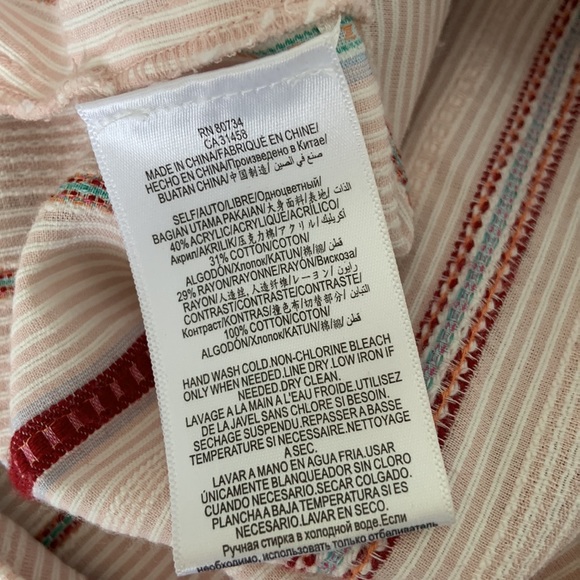 RN 80734
CA 31458
MADE IN CHINA/FABRIQUÉ EN CHINE/
HECHO EN CHINA/Произведено в Китае/
BUATAN CHINA/中国制造/صنع في الصين
SELF/AUTO/LIBRE/Одноцветный/
BAGIAN UTAMA PAKAIAN/大身面料/表地/الذات
40% ACRYLIC/ACRYLIQUE/ACRÍLICO/
Акрил/AKRILIK/压克力棉/アクリル/أكريليك
31% COTTON/COTON/
ALGODÓN/Хлопок/KATUN/棉/綿/قطن
29% RAYON/RAYONNE/RAYÓN/Вискоза/
RAYON/人造丝, 人造纤维/レーヨン/رايون
CONTRAST/CONTRASTE/CONTRASTE/
Контраст/KONTRAS/撞色布/切替部分/التباين
100% COTTON/COTON/
ALGODÓN/Хлопок/KATUN/棉/綿/قطن
HAND WASH COLD.NON-CHLORINE BLEACH
ONLY WHEN NEEDED.LINE DRY.LOW IRON IF
NEEDED.DRY CLEAN.
LAVAGE A LA MAIN A L'EAU FROIDE.UTILISEZ
DE LA JAVEL SANS CHLORE SI BESOIN.
SECHAGE SUSPENDU.REPASSER A BASSE
TEMPERATURE SI NECESSAIRE.NETTOYAGE
A SEC.
LAVAR A MANO EN AGUA FRIA.USAR
ÚNICAMENTE BLANQUEADOR SIN CLORO
CUANDO NECESARIO.SECAR COLGADO.
PLANCHA A BAJA TEMPERATURA SI ES
NECESARIO.LAVAR EN SECO.
Ручная стирка в холодной воде.Если
необходимо, использовать только отбеливатель